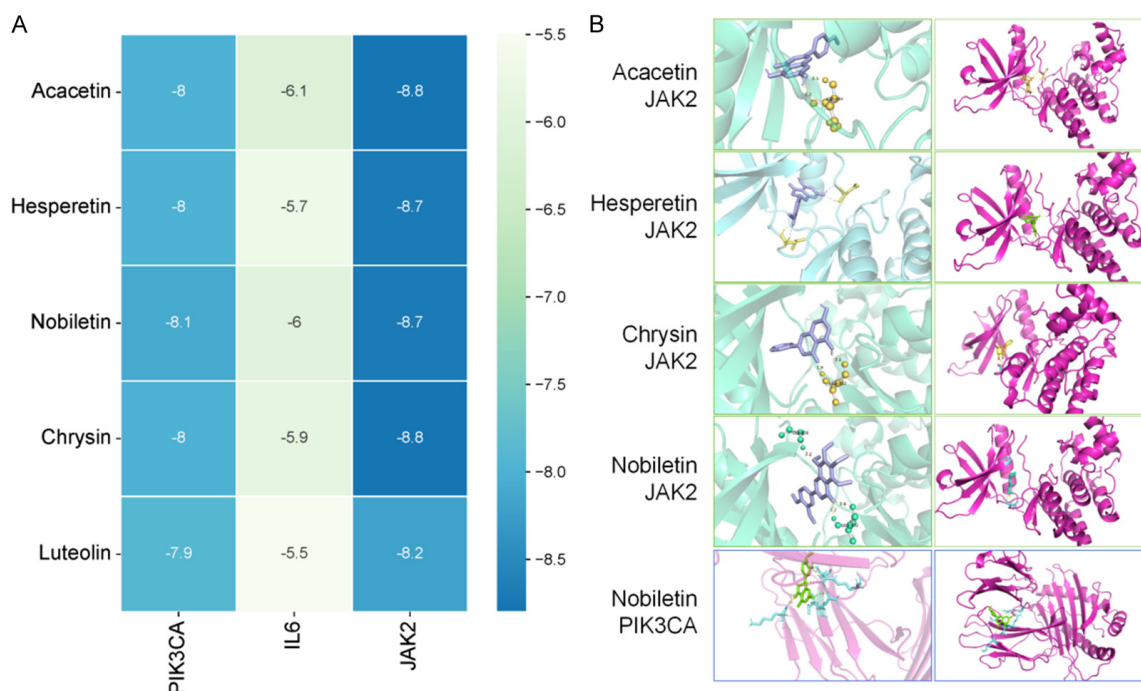 A
Acacetin
-8
-6.1
-8.8
Hesperetin
-8
-5.7
-8.7
Nobiletin
-8.1
-6
-8.7
Chrysin
-8
-5.9
-8.8
Luteolin
-7.9
-5.5
-8.2
PIK3CA
IL6
JAK2
−5.5
−6.0
−6.5
−7.0
−7.5
−8.0
−8.5
B
Acacetin
JAK2
Hesperetin
JAK2
Chrysin
JAK2
Nobiletin
JAK2
Nobiletin
PIK3CA